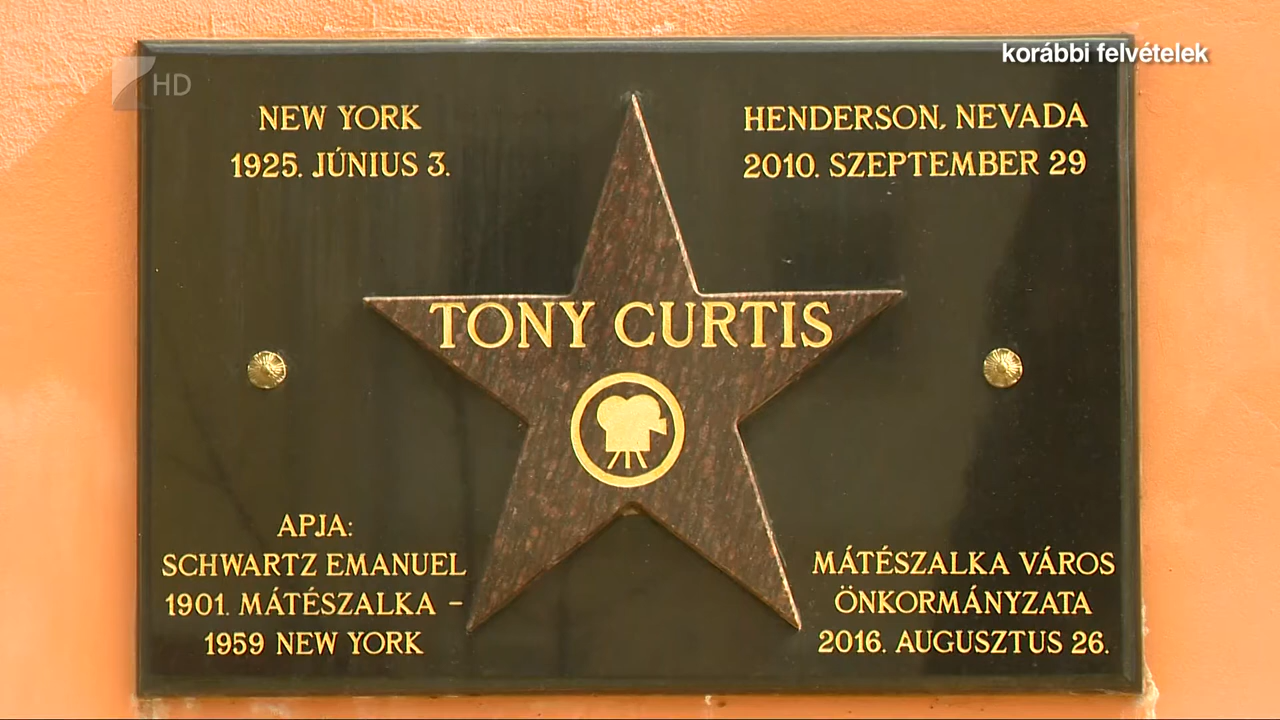 korábbi felvételek
HD
NEW YORK
1925. JÚNIUS 3.
HENDERSON, NEVADA
2010. SZEPTEMBER 29
TONY CURTIS
APJA:
SCHWARTZ EMANUEL
1901. MÁTÉSZALKA –
1959 NEW YORK
MÁTÉSZALKA VÁROS
ÖNKORMÁNYZATA
2016. AUGUSZTUS 26.